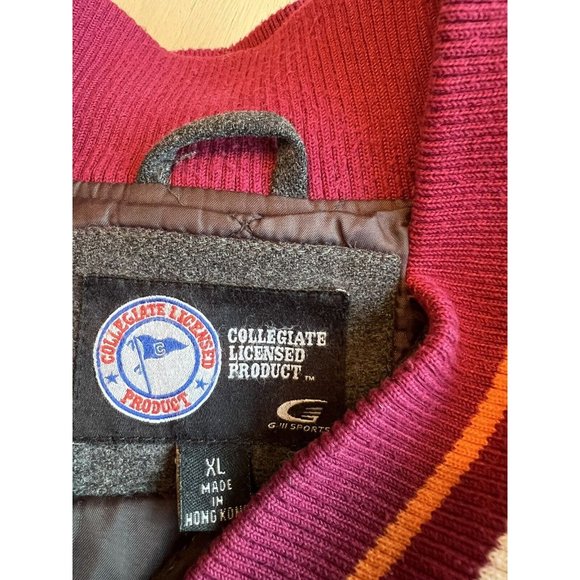 COLLEGIATE LICENSED
PRODUCT
C
COLLEGIATE
LICENSED
PRODUCT™
G
G-III SPORTS
XL
MADE
IN
HONG KONG